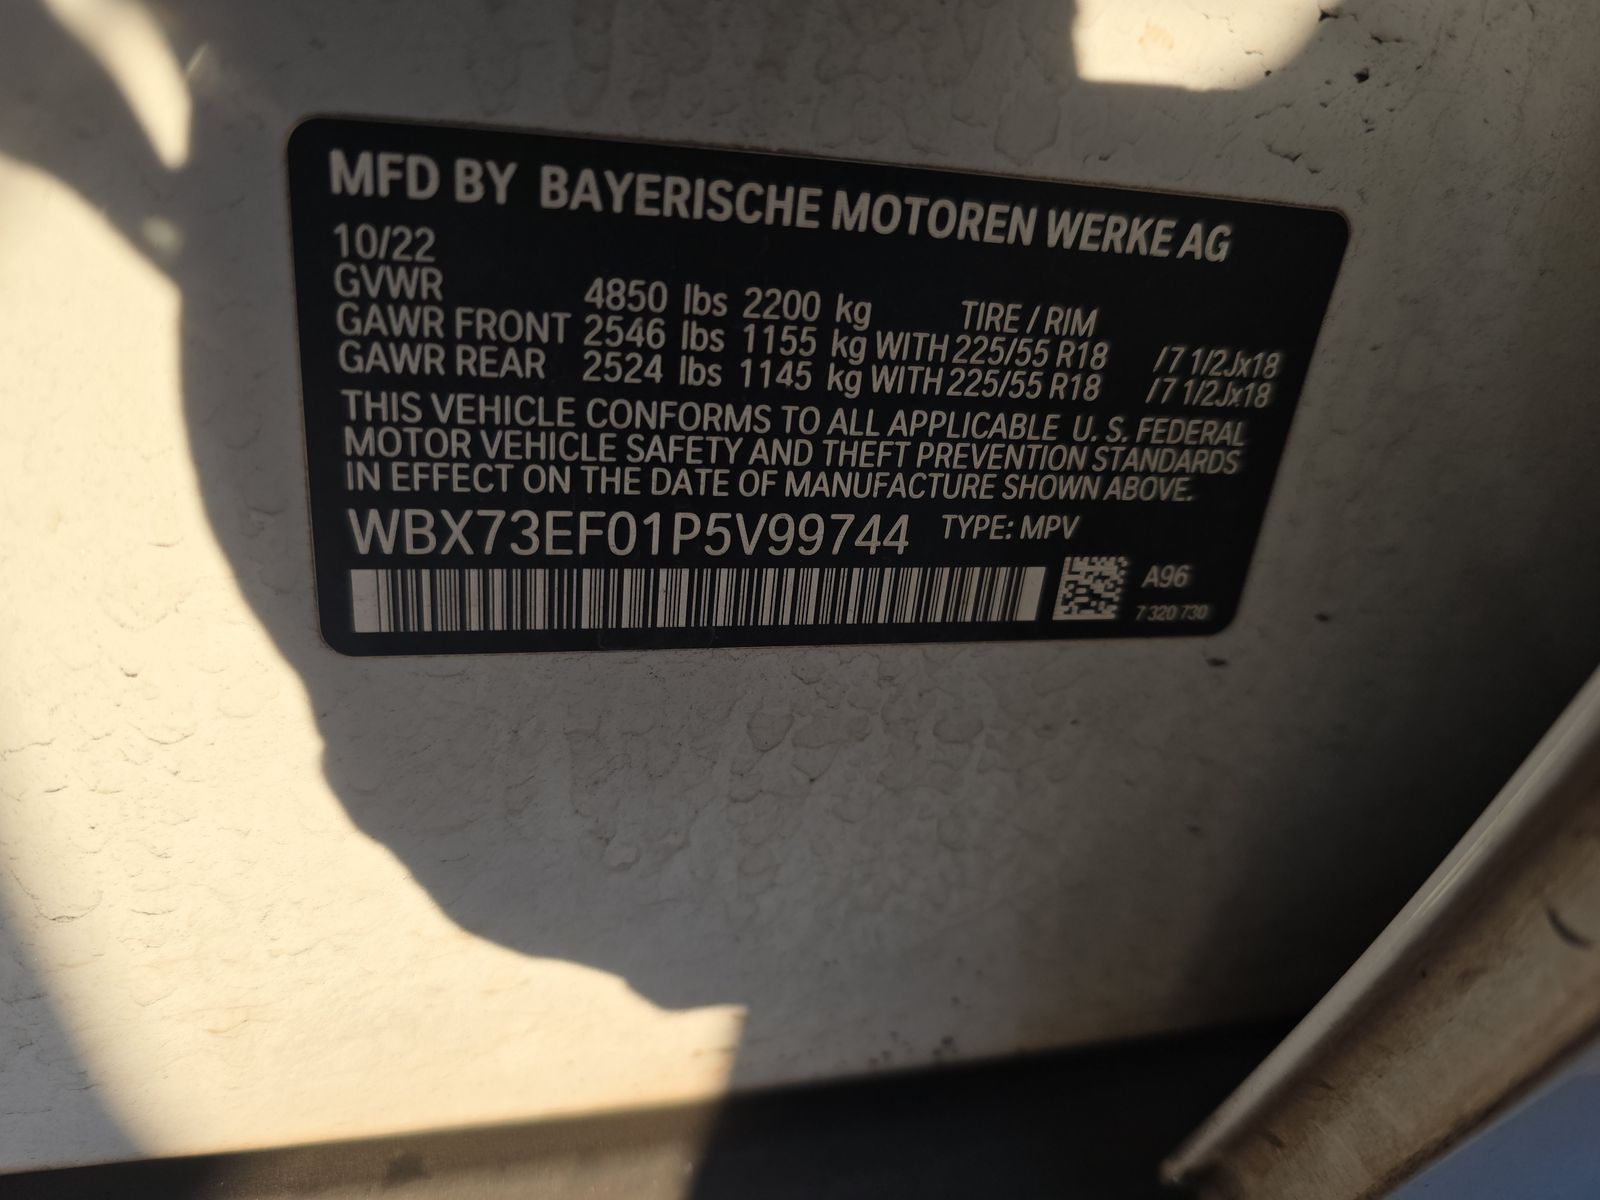 MFD BY BAYERISCHE MOTOREN WERKE AG
10/22
GVWR 4850 lbs 2200 kg TIRE / RIM
GAWR FRONT 2546 lbs 1155 kg WITH 225/55 R18 /7 1/2Jx18
GAWR REAR 2524 lbs 1145 kg WITH 225/55 R18 /7 1/2Jx18
THIS VEHICLE CONFORMS TO ALL APPLICABLE U. S. FEDERAL
MOTOR VEHICLE SAFETY AND THEFT PREVENTION STANDARDS
IN EFFECT ON THE DATE OF MANUFACTURE SHOWN ABOVE.
WBX73EF01P5V99744 TYPE: MPV
A96
7 320 730